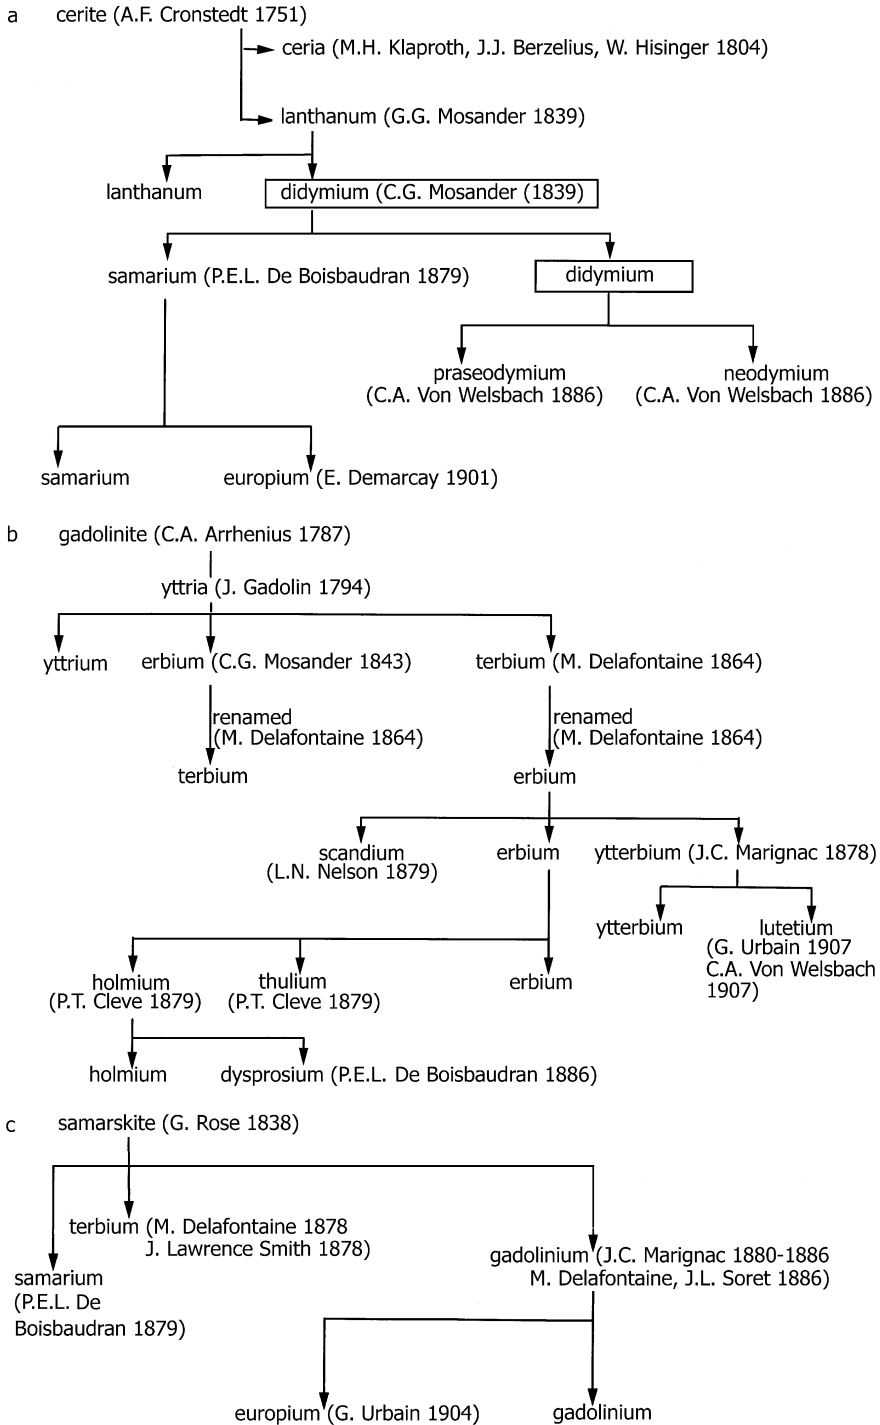 a cerite (A.F. Cronstedt 1751)
ceria (M.H. Klaproth, J.J. Berzelius, W. Hisinger 1804)
lanthanum (G.G. Mosander 1839)
lanthanum
didymium (C.G. Mosander (1839)
samarium (P.E.L. De Boisbaudran 1879)
didymium
praseodymium
(C.A. Von Welsbach 1886)
neodymium
(C.A. Von Welsbach 1886)
samarium
europium (E. Demarcay 1901)
b gadolinite (C.A. Arrhenius 1787)
yttria (J. Gadolin 1794)
yttrium
erbium (C.G. Mosander 1843)
terbium (M. Delafontaine 1864)
renamed
(M. Delafontaine 1864)
renamed
(M. Delafontaine 1864)
terbium
erbium
scandium
(L.N. Nelson 1879)
erbium
ytterbium (J.C. Marignac 1878)
ytterbium
lutetium
(G. Urbain 1907
C.A. Von Welsbach
1907)
holmium
(P.T. Cleve 1879)
thulium
(P.T. Cleve 1879)
erbium
holmium
dysprosium (P.E.L. De Boisbaudran 1886)
c samarskite (G. Rose 1838)
terbium (M. Delafontaine 1878
J. Lawrence Smith 1878)
gadolinium (J.C. Marignac 1880-1886
M. Delafontaine, J.L. Soret 1886)
samarium
(P.E.L. De
Boisbaudran 1879)
europium (G. Urbain 1904)
gadolinium